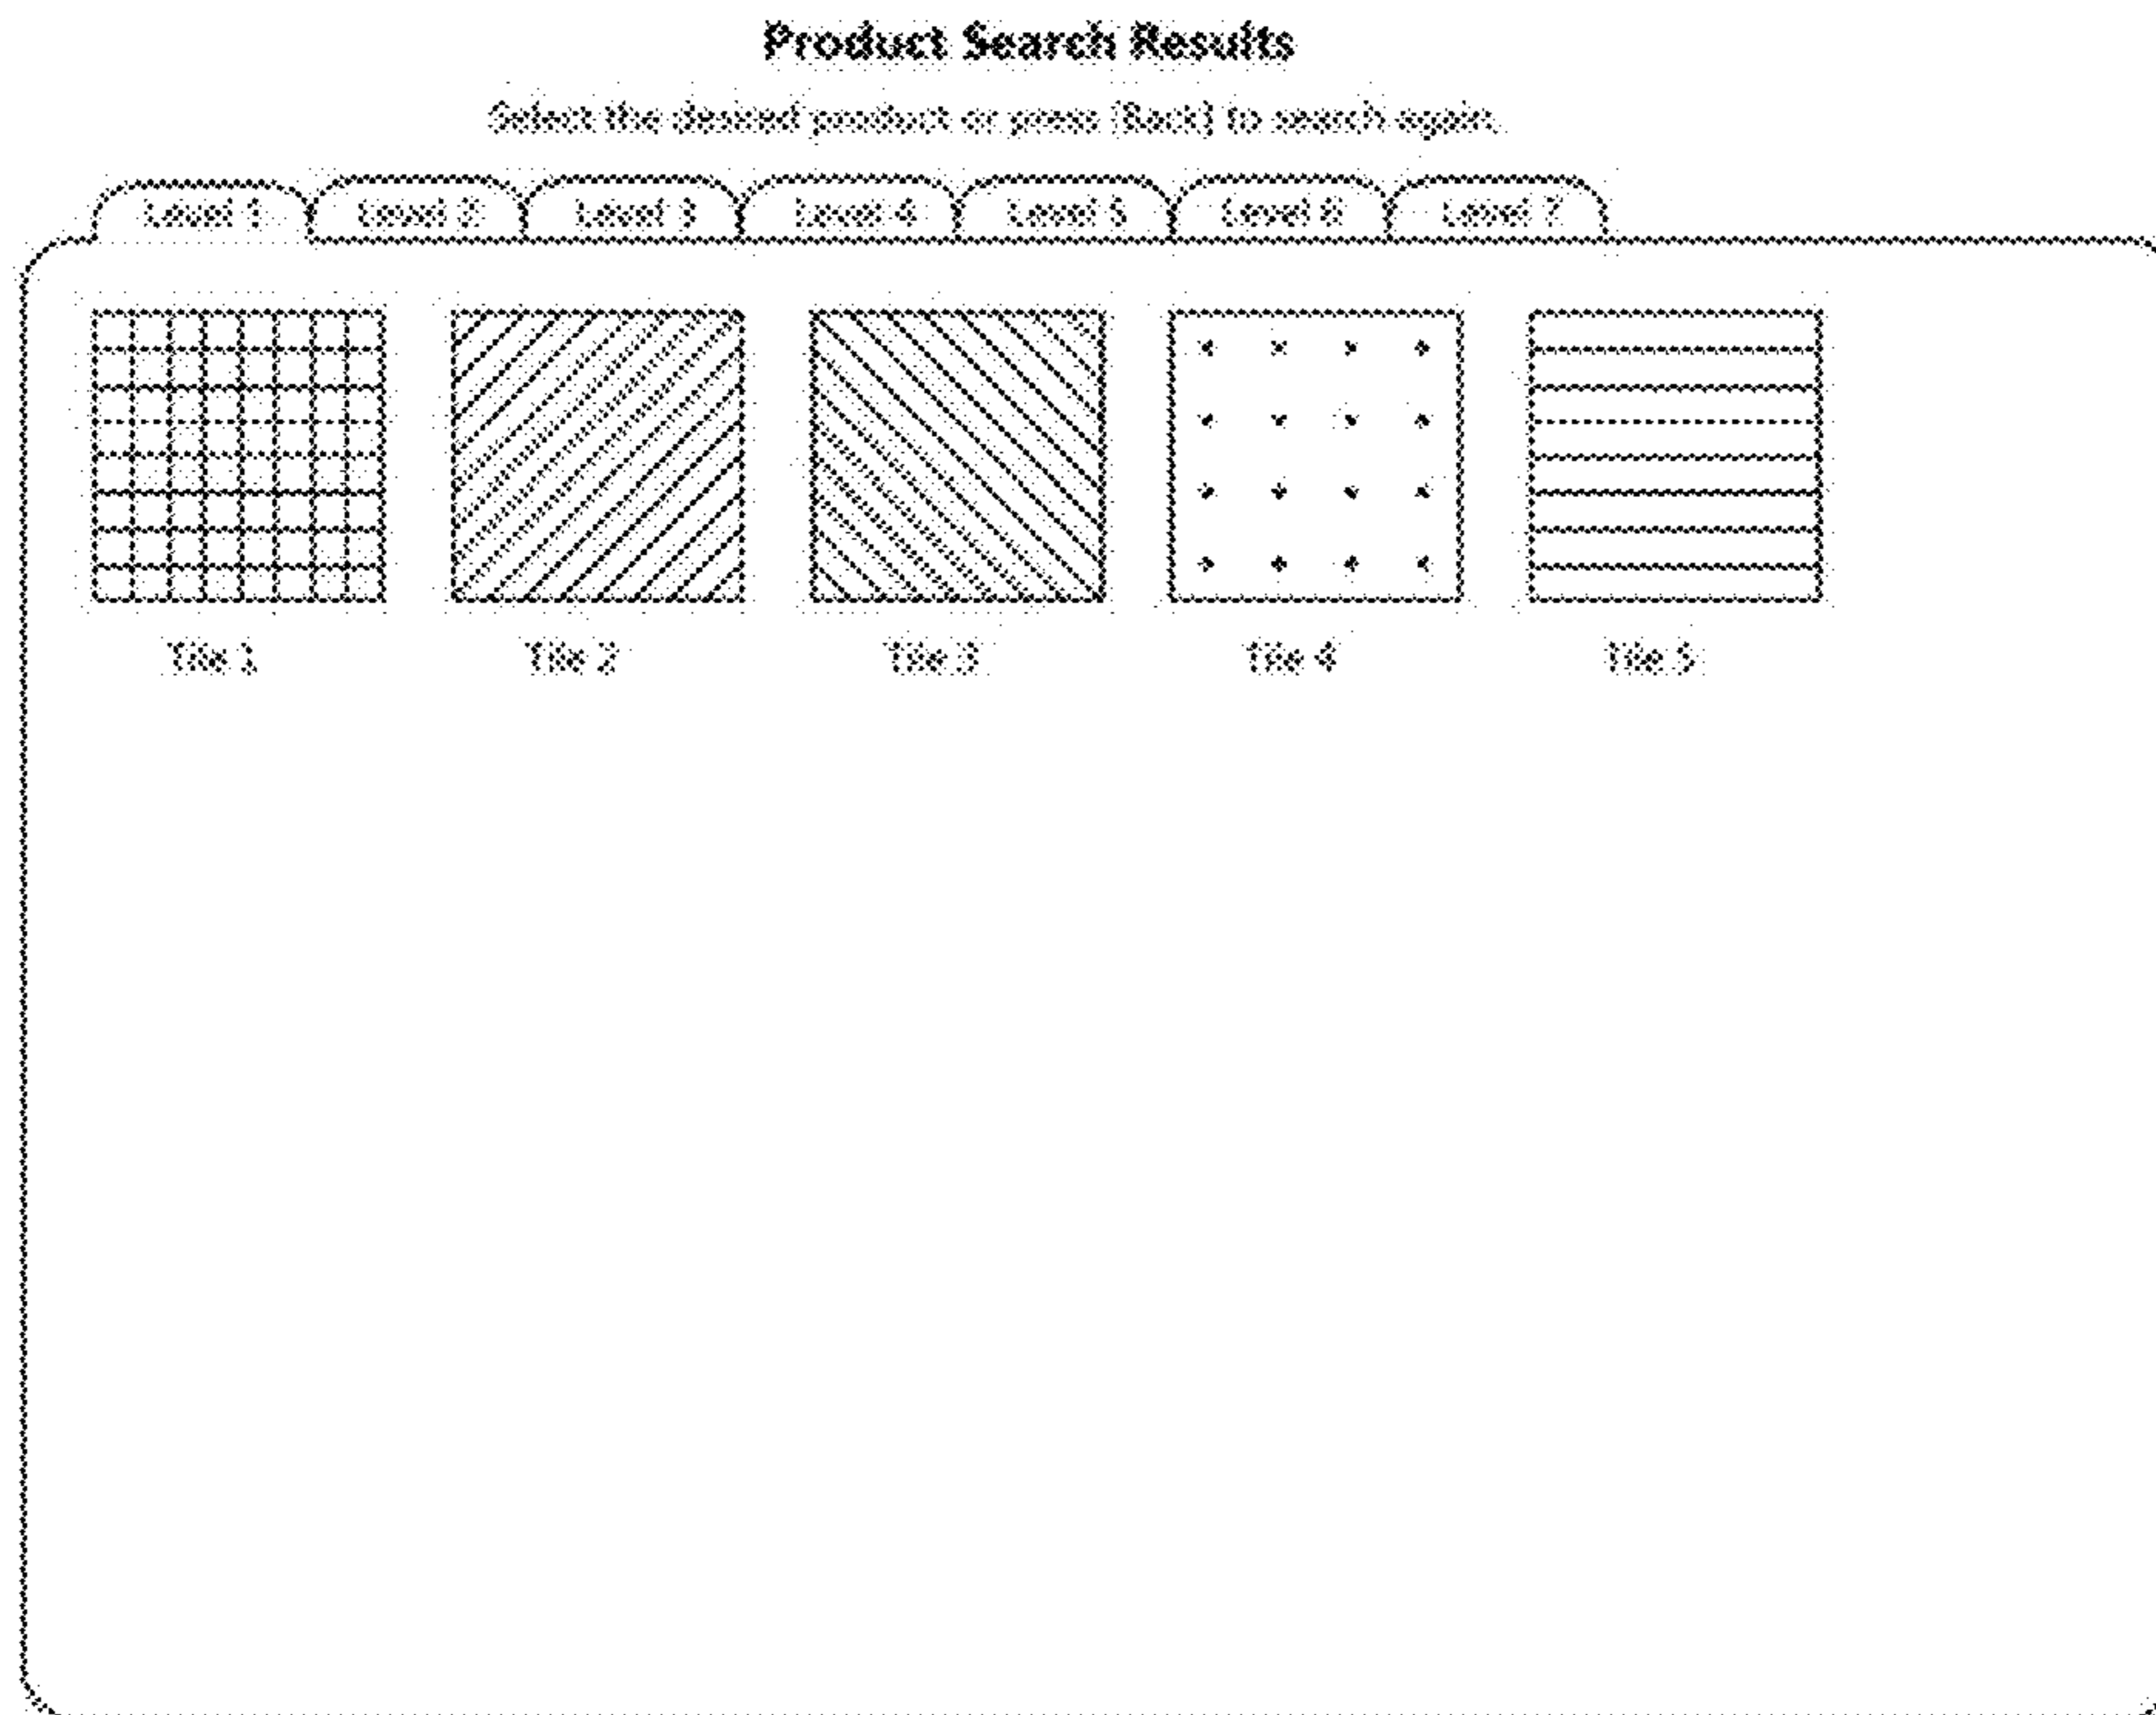 Product Search Results
Select the desired product or press [Back] to search again.
Level 1 Level 2 Level 3 Level 4 Level 5 Level 6 Level 7
Tile 1 Tile 2 Tile 3 Tile 4 Tile 5